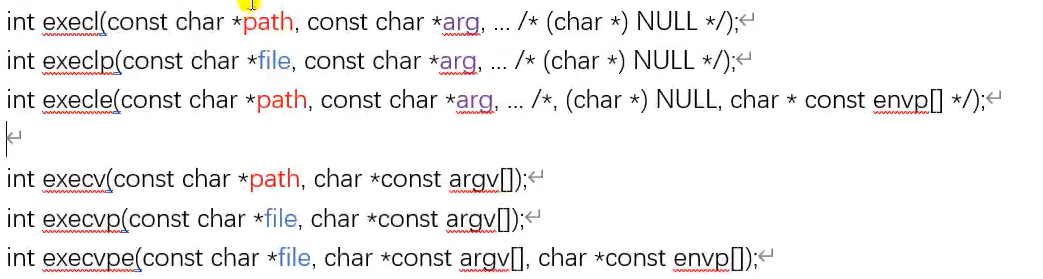 int execl(const char *path, const char *arg, ... /* (char *) NULL */);↵
int execlp(const char *file, const char *arg, ... /* (char *) NULL */);↵
int execle(const char *path, const char *arg, ... /*, (char *) NULL, char * const envp[] */);↵
↵
int execv(const char *path, char *const argv[]);↵
int execvp(const char *file, char *const argv[]);↵
int execvpe(const char *file, char *const argv[], char *const envp[]);↵